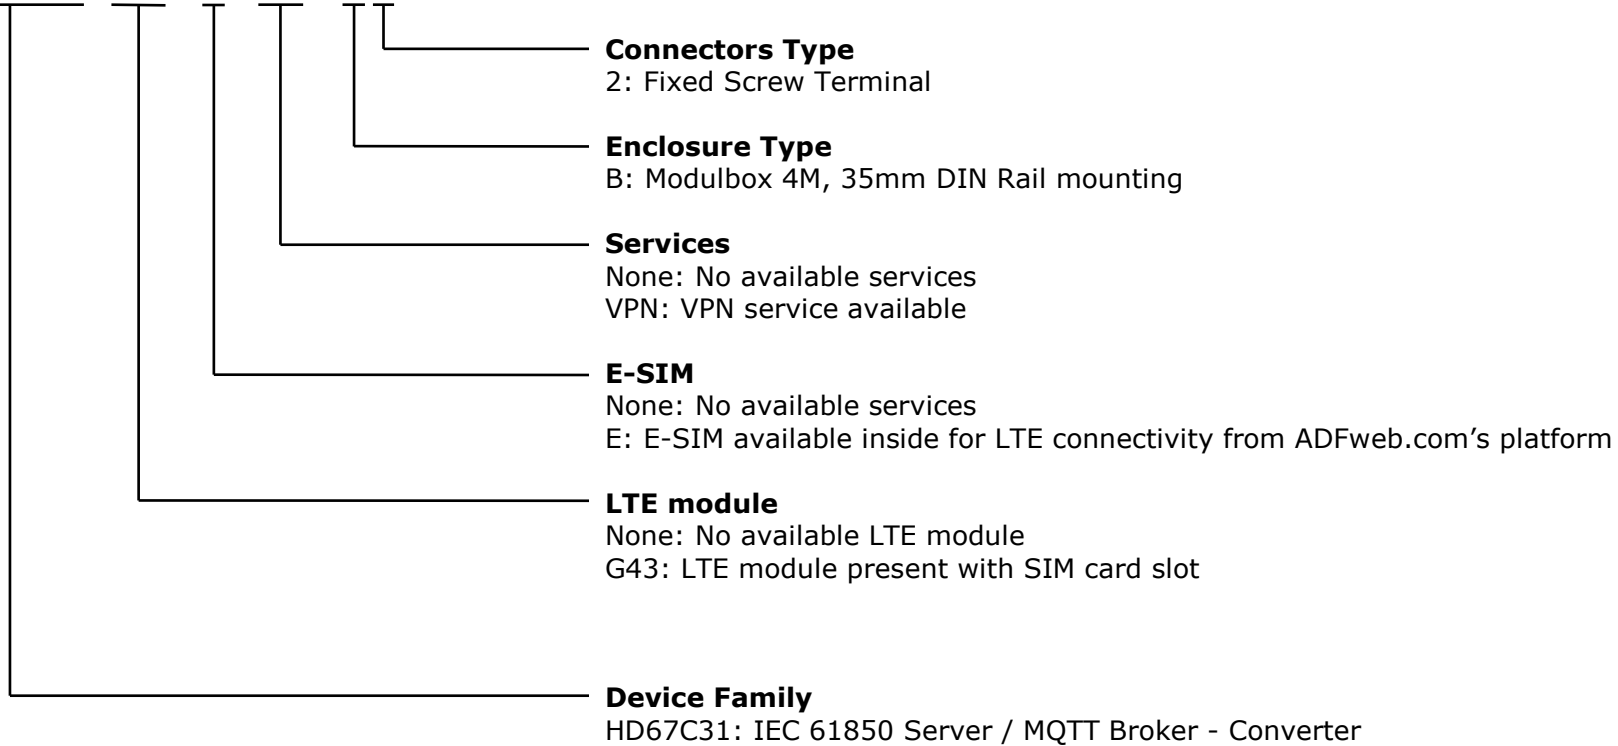 Connectors Type
2: Fixed Screw Terminal
Enclosure Type
B: Modulbox 4M, 35mm DIN Rail mounting
Services
None: No available services
VPN: VPN service available
E-SIM
None: No available services
E: E-SIM available inside for LTE connectivity from ADFweb.com’s platform
LTE module
None: No available LTE module
G43: LTE module present with SIM card slot
Device Family
HD67C31: IEC 61850 Server / MQTT Broker - Converter